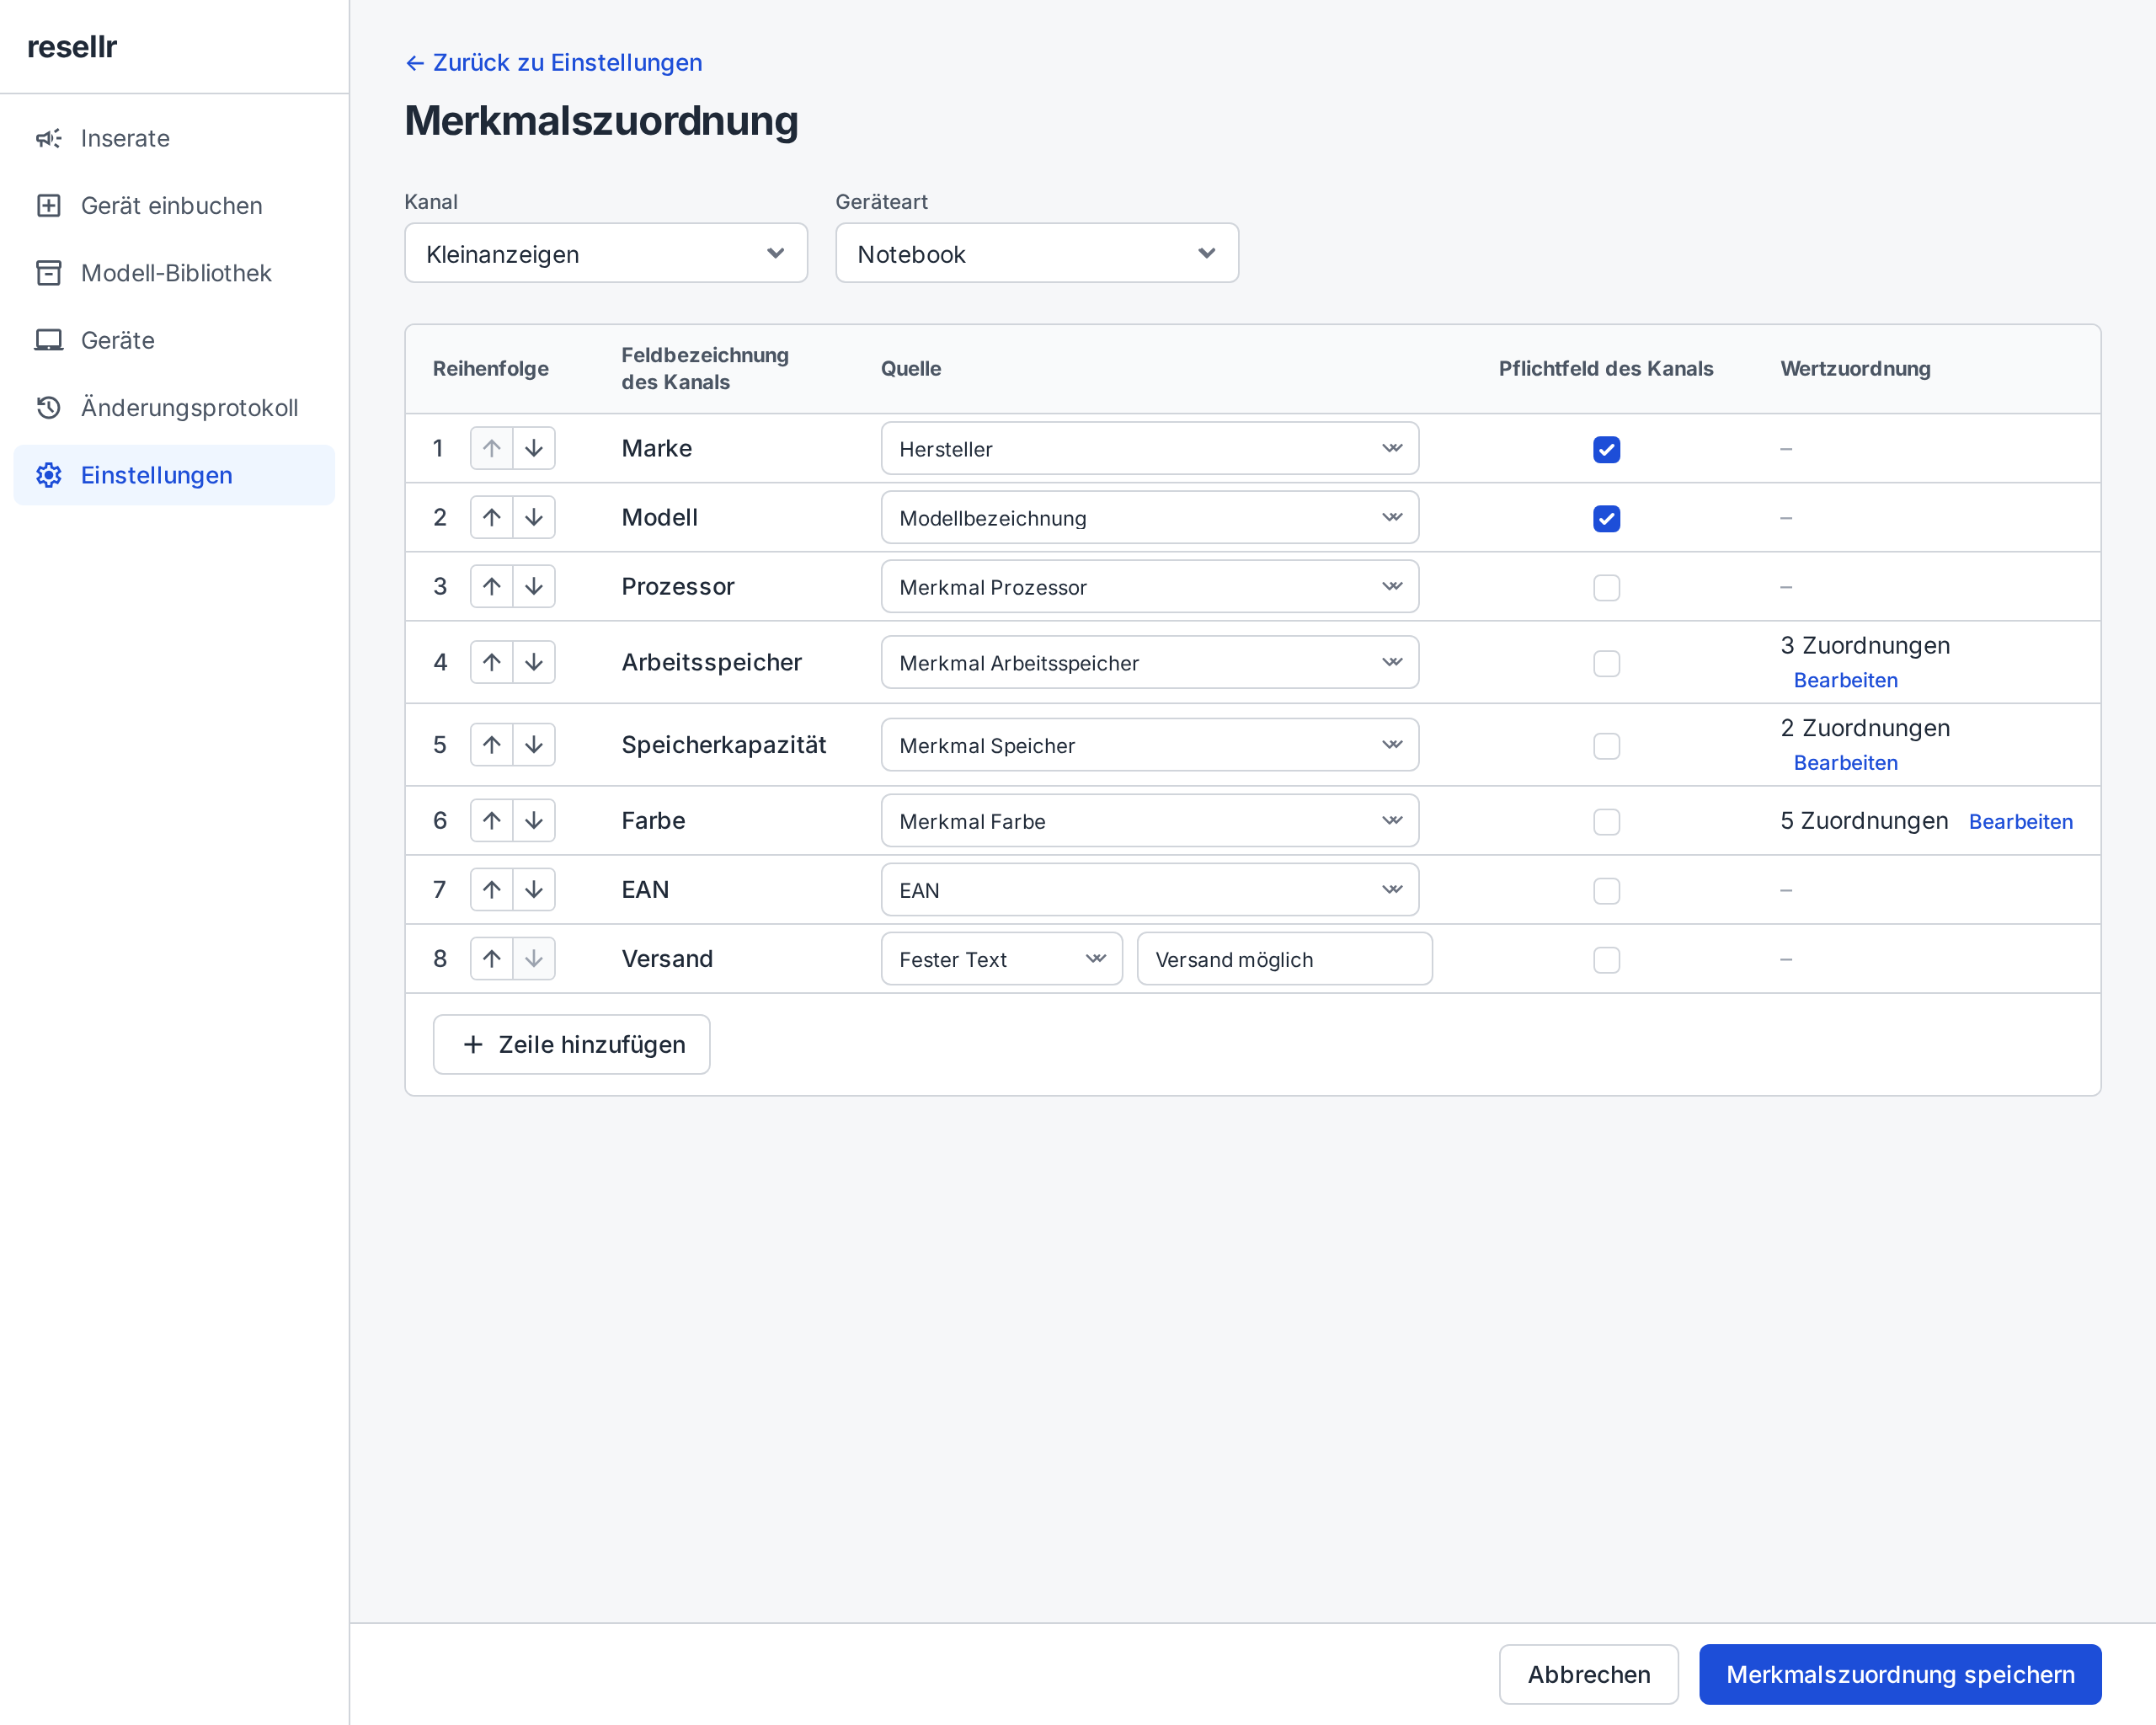 resellr
Inserate
Gerät einbuchen
Modell-Bibliothek
Geräte
Änderungsprotokoll
Einstellungen
← Zurück zu Einstellungen
Merkmalszuordnung
Kanal Geräteart
Kleinanzeigen Notebook
Reihenfolge Feldbezeichnung des Kanals Quelle Pflichtfeld des Kanals Wertzuordnung
1 ↑ ↓ Marke Hersteller –
2 ↑ ↓ Modell Modellbezeichnung –
3 ↑ ↓ Prozessor Merkmal Prozessor –
4 ↑ ↓ Arbeitsspeicher Merkmal Arbeitsspeicher 3 Zuordnungen
Bearbeiten
5 ↑ ↓ Speicherkapazität Merkmal Speicher 2 Zuordnungen
Bearbeiten
6 ↑ ↓ Farbe Merkmal Farbe 5 Zuordnungen Bearbeiten
7 ↑ ↓ EAN EAN –
8 ↑ ↓ Versand Fester Text Versand möglich –
+ Zeile hinzufügen
Abbrechen Merkmalszuordnung speichern